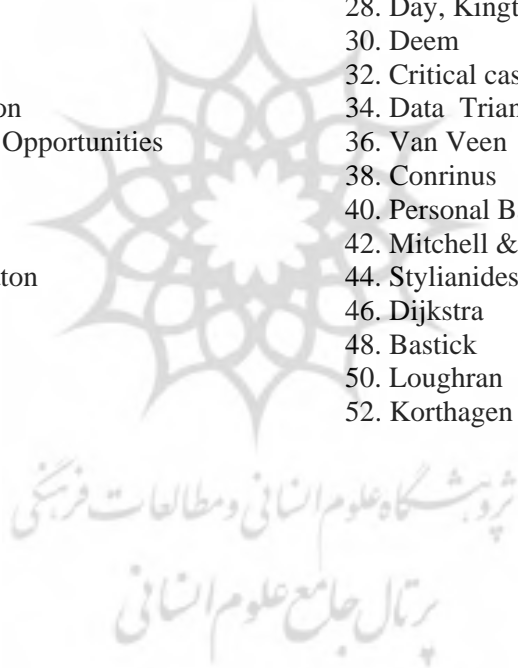 28. Day, Kingt
30. Deem
32. Critical cas
on
34. Data Trian
Opportunities
36. Van Veen
38. Conrinus
40. Personal B
42. Mitchell &
ton
44. Stylianides
46. Dijkstra
48. Bastick
50. Loughran
52. Korthagen
پژوهشگاه علوم انسانی و مطالعات فرهنگی
پرتال جامع علوم انسانی